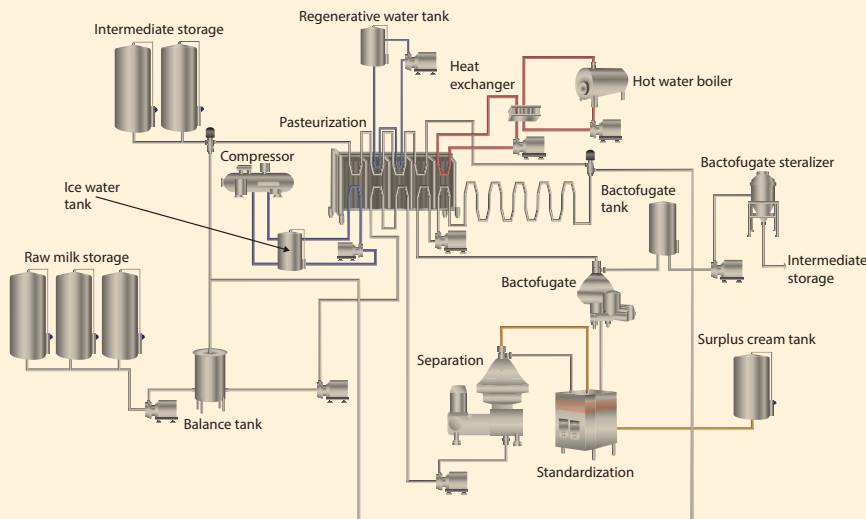 Regenerative water tank
Intermediate storage
Heat
exchanger
Hot water boiler
Pasteurization
Compressor
Bactofugate steralizer
Ice water
tank
Bactofugate
tank
Raw milk storage
Bactofugate
Intermediate
storage
Surplus cream tank
Separation
Balance tank
Standardization